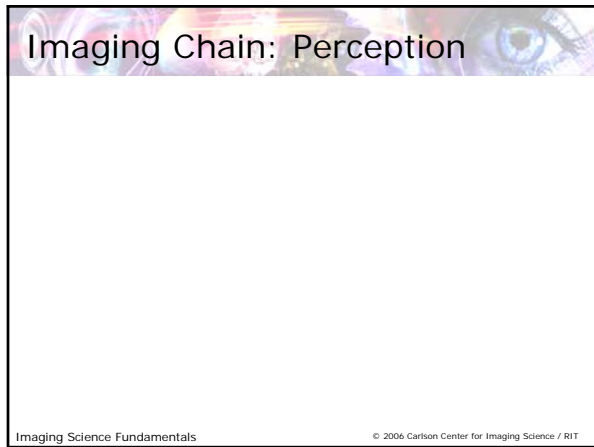 Imaging Chain: Perception
Imaging Science Fundamentals
© 2006 Carlson Center for Imaging Science / RIT